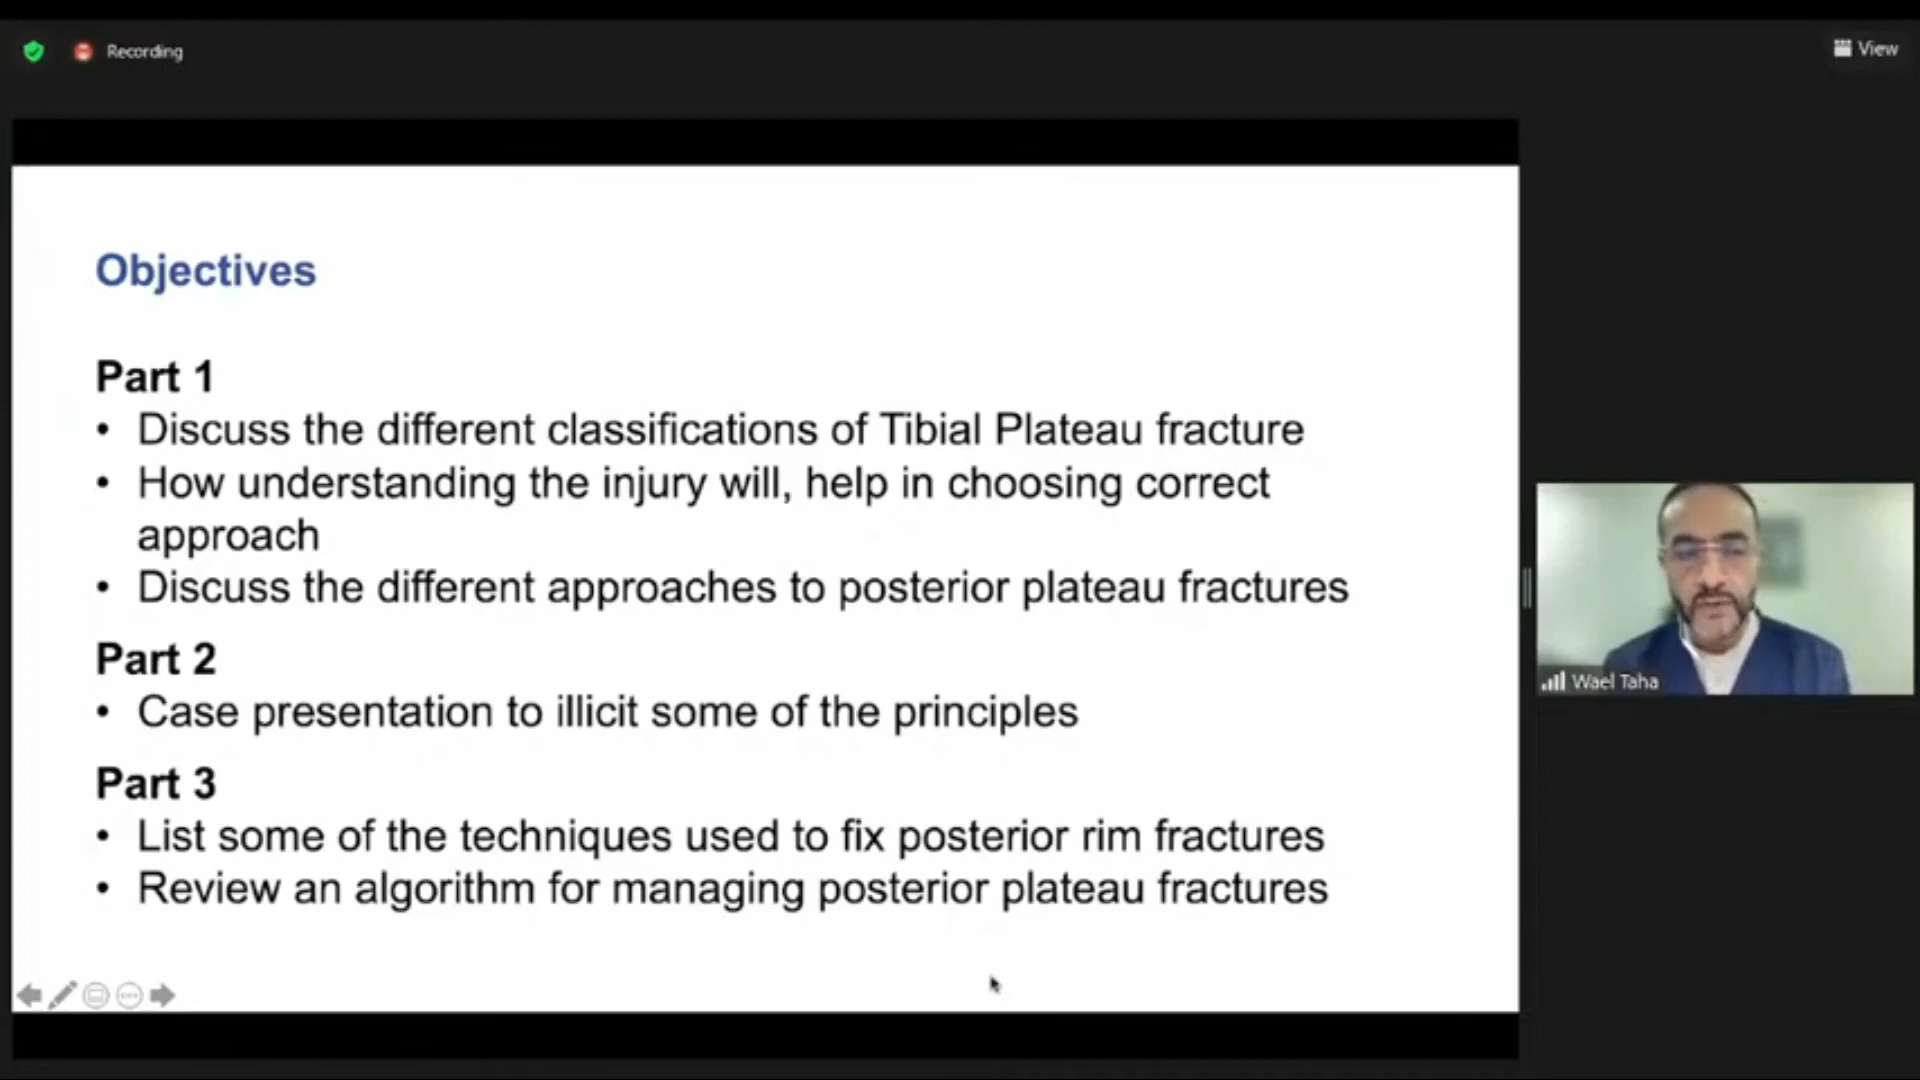 Recording
View
Objectives
Part 1
• Discuss the different classifications of Tibial Plateau fracture
• How understanding the injury will, help in choosing correct
approach
• Discuss the different approaches to posterior plateau fractures
Part 2
• Case presentation to illicit some of the principles
Part 3
• List some of the techniques used to fix posterior rim fractures
• Review an algorithm for managing posterior plateau fractures
Wael Taha